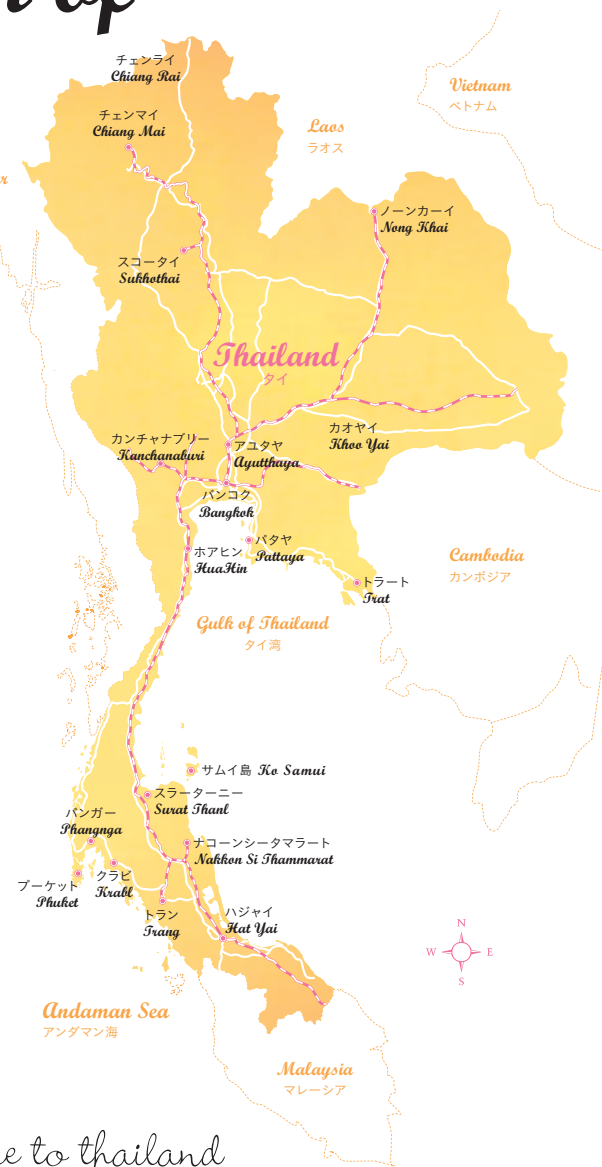 チェンライ
Chiang Rai
Vietnam
ベトナム
チェンマイ
Chiang Mai
Laos
ラオス
r
ノーンカーイ
Nong Khai
スコータイ
Sukhothai
Thailand
タイ
カンチャナブリー
Kanchanaburi
アユタヤ
Ayutthaya
カオヤイ
Khoo Yai
バンコク
Bangkok
パタヤ
Pattaya
ホアヒン
HuaHin
Cambodia
カンボジア
トラート
Trat
Gulk of Thailand
タイ湾
サムイ島 Ko Samui
スラーターニー
Surat Thanl
パンガー
Phangnga
ナコーンシータマラート
Nakkon Si Thammarat
プーケット
Phuket
クラビ
Krabl
トラン
Trang
ハジャイ
Hat Yai
N
W E
S
Andaman Sea
アンダマン海
Malaysia
マレーシア
e to thailand